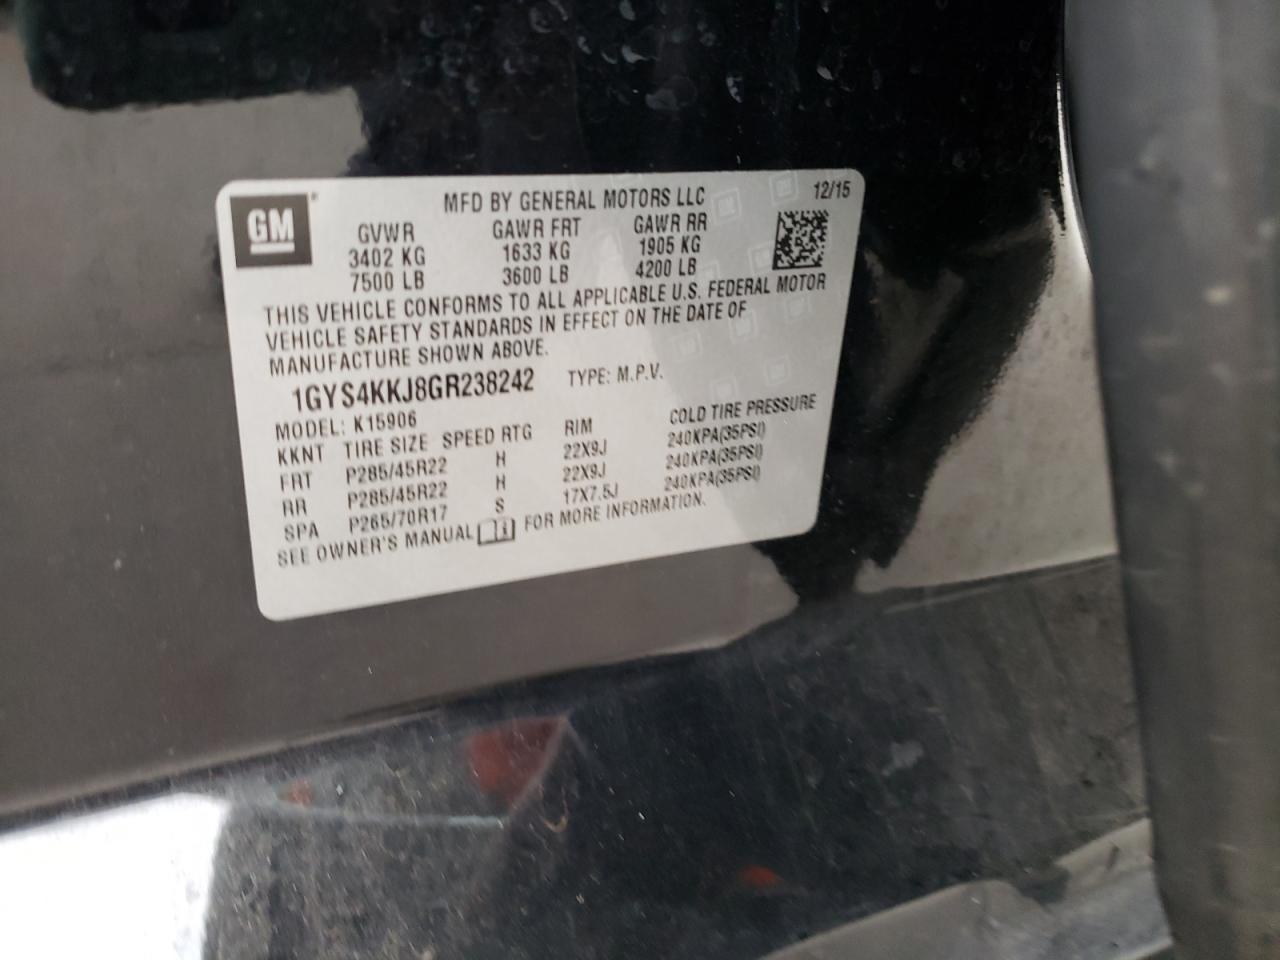 GM
MFD BY GENERAL MOTORS LLC 12/15
GVWR GAWR FRT GAWR RR
3402 KG 1633 KG 1905 KG
7500 LB 3600 LB 4200 LB
THIS VEHICLE CONFORMS TO ALL APPLICABLE U.S. FEDERAL MOTOR
VEHICLE SAFETY STANDARDS IN EFFECT ON THE DATE OF
MANUFACTURE SHOWN ABOVE.
1GYS4KKJ8GR238242 TYPE: M.P.V.
MODEL: K15906
KKNT TIRE SIZE SPEED RTG RIM COLD TIRE PRESSURE
FRT P285/45R22 H 22X9J 240KPA(35PSI)
RR P285/45R22 H 22X9J 240KPA(35PSI)
SPA P265/70R17 S 17X7.5J 240KPA(35PSI)
SEE OWNER'S MANUAL FOR MORE INFORMATION.